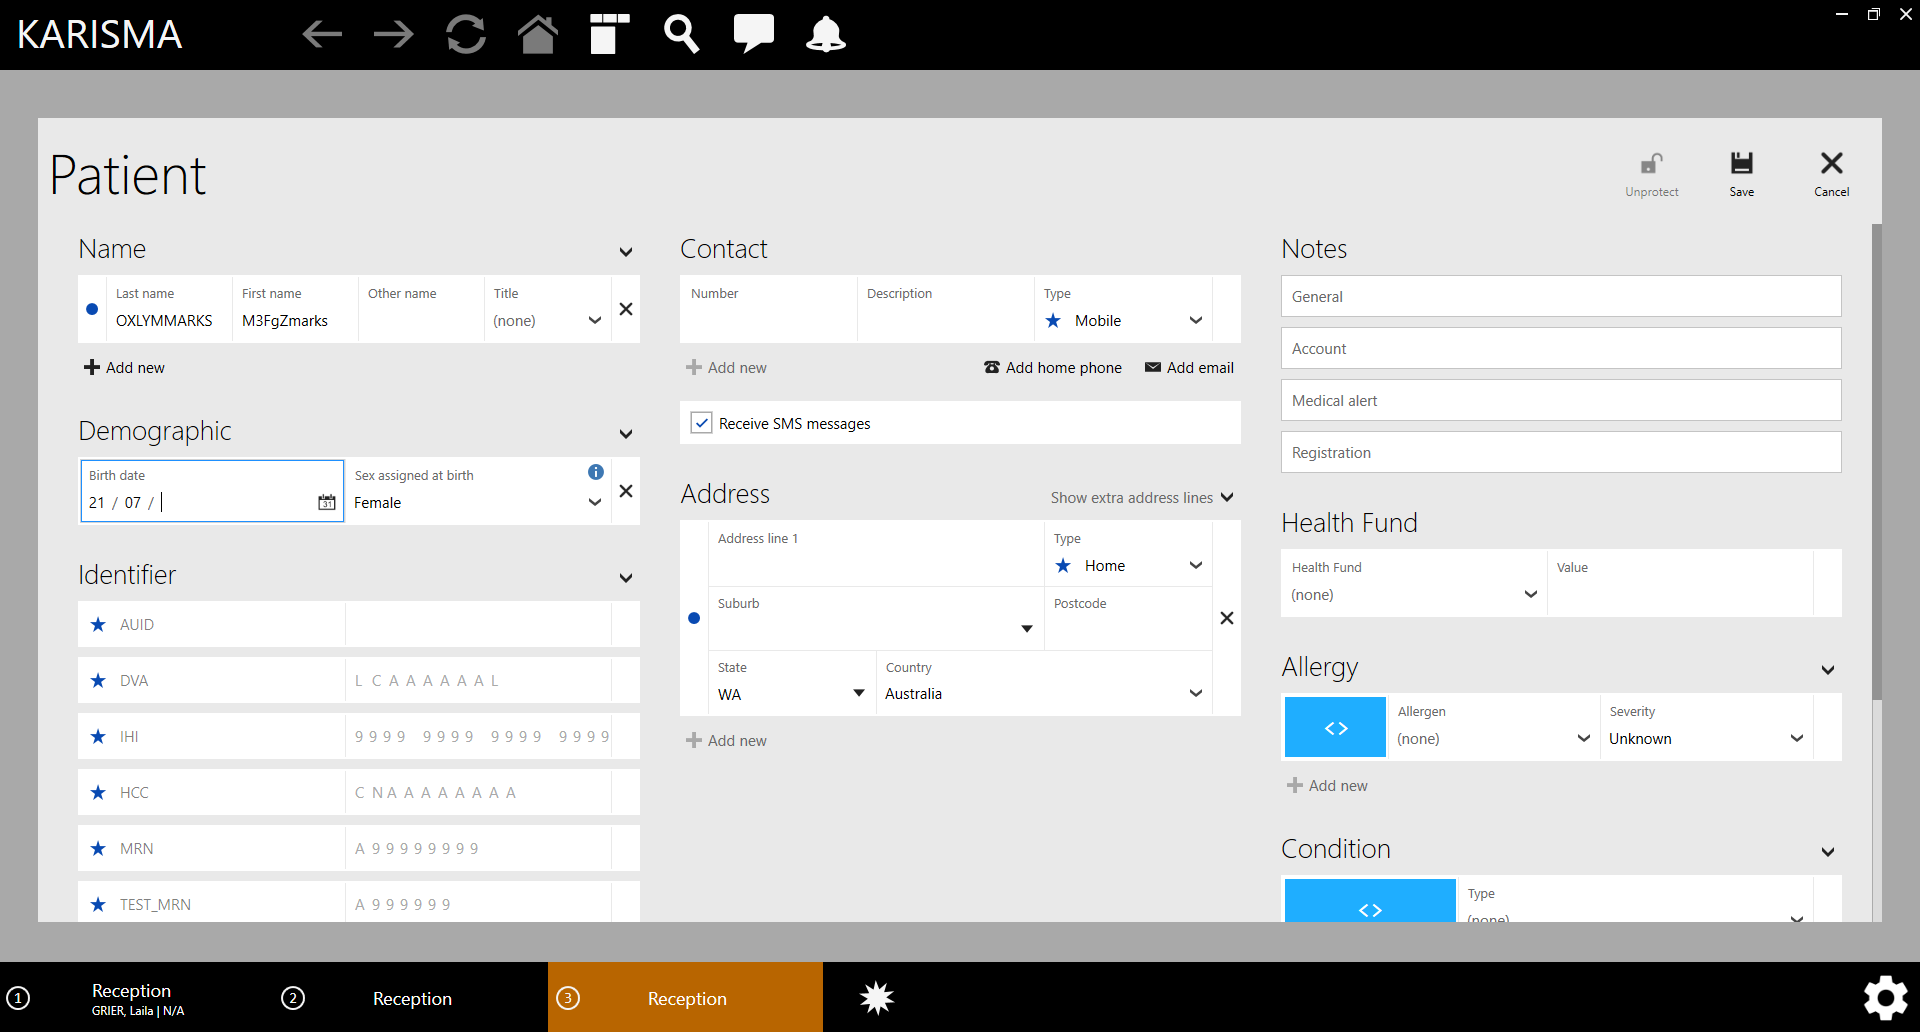 KARISMA
Patient
Unprotect
Save
Cancel
Name
Last name
OXLYMMARKS
First name
M3FgZmarks
Other name
Title
(none)
Add new
Demographic
Birth date
21 / 07 /
31
Sex assigned at birth
Female
Identifier
AUID
DVA
L C A A A A A A L
IHI
9999 9999 9999 9999
HCC
C N A A A A A A A A
MRN
A 9 9 9 9 9 9 9 9
TEST_MRN
A 9 9 9 9 9 9
Contact
Number
Description
Type
Mobile
Add new
Add home phone
Add email
Receive SMS messages
Address
Show extra address lines
Address line 1
Type
Home
Suburb
Postcode
State
WA
Country
Australia
Add new
Notes
General
Account
Medical alert
Registration
Health Fund
Health Fund
(none)
Value
Allergy
<>
Allergen
(none)
Severity
Unknown
Add new
Condition
<>
Type
(none)
1
Reception
GRIER, Laila | N/A
2
Reception
3
Reception